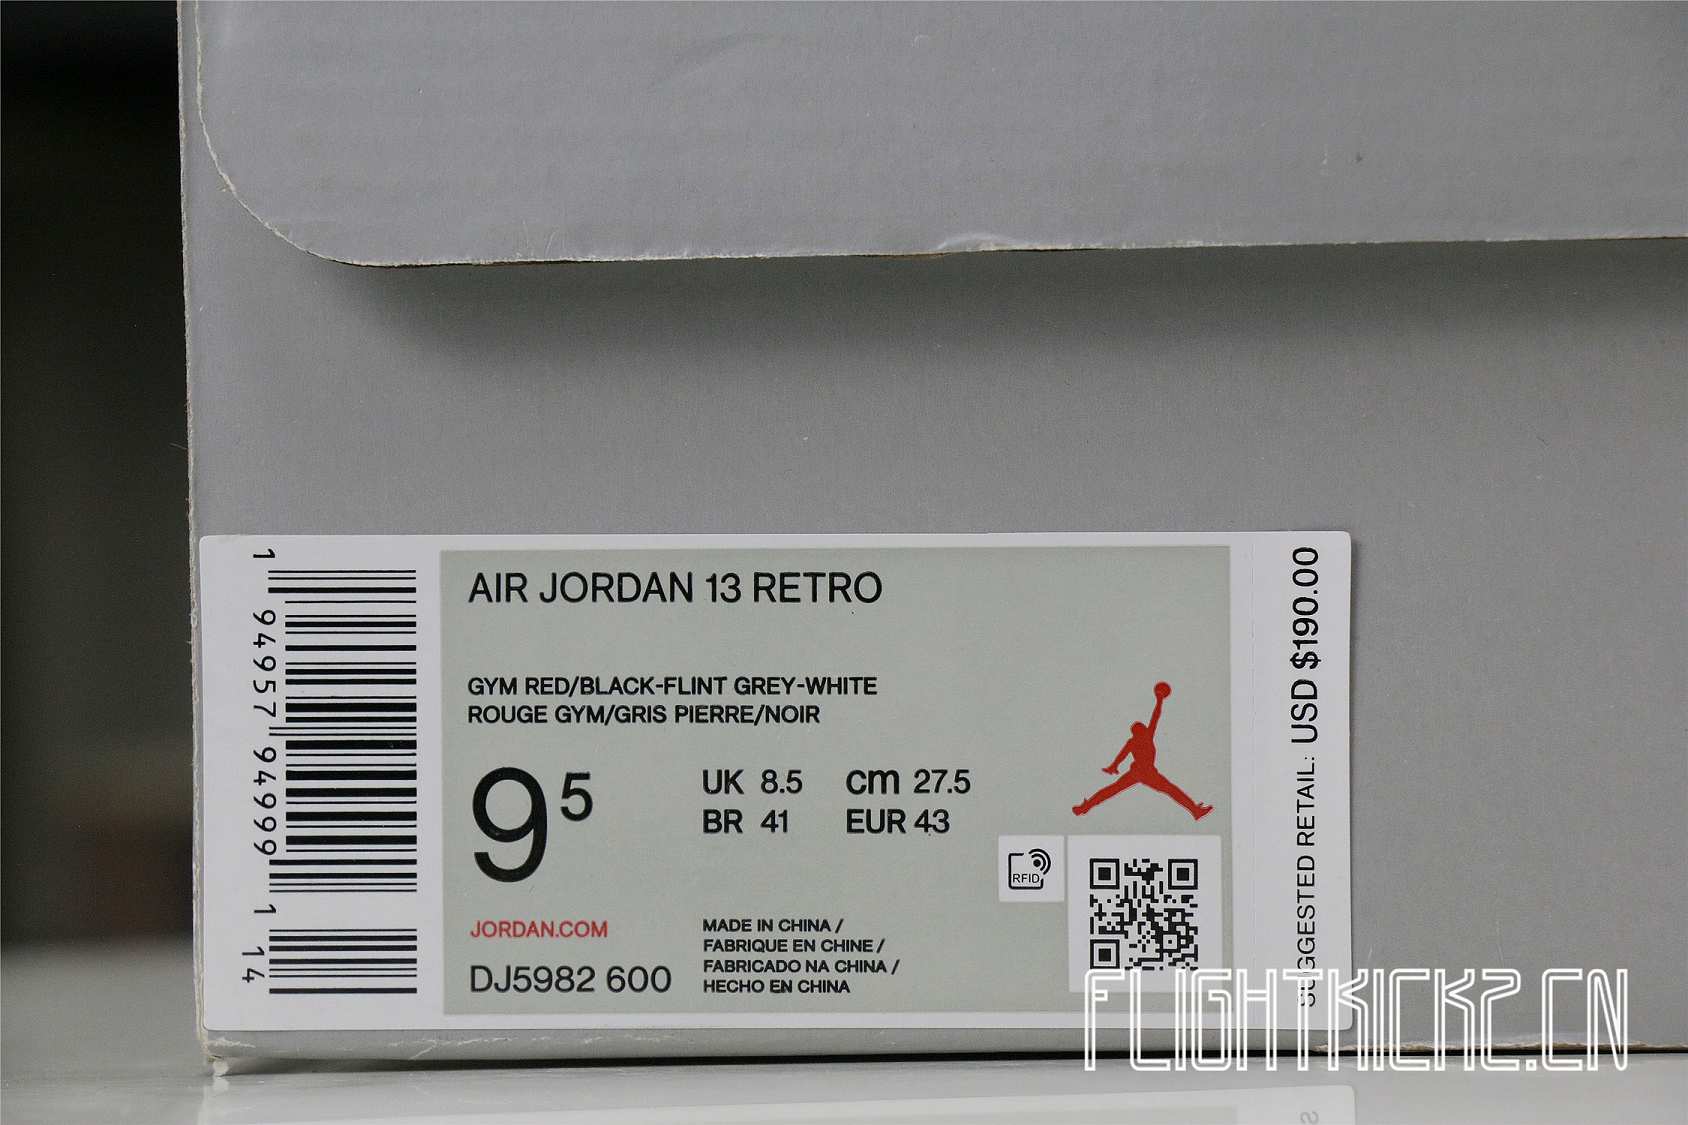 AIR JORDAN 13 RETRO
GYM RED/BLACK-FLINT GREY-WHITE
ROUGE GYM/GRIS PIERRE/NOIR
9 5
UK 8.5 cm 27.5
BR 41 EUR 43
RFID
JORDAN.COM
DJ5982 600
MADE IN CHINA /
FABRIQUE EN CHINE /
FABRICADO NA CHINA /
HECHO EN CHINA
1 94957 94999 1 14
SUGGESTED RETAIL: USD $190.00
FLIGHTKICKZ.CN